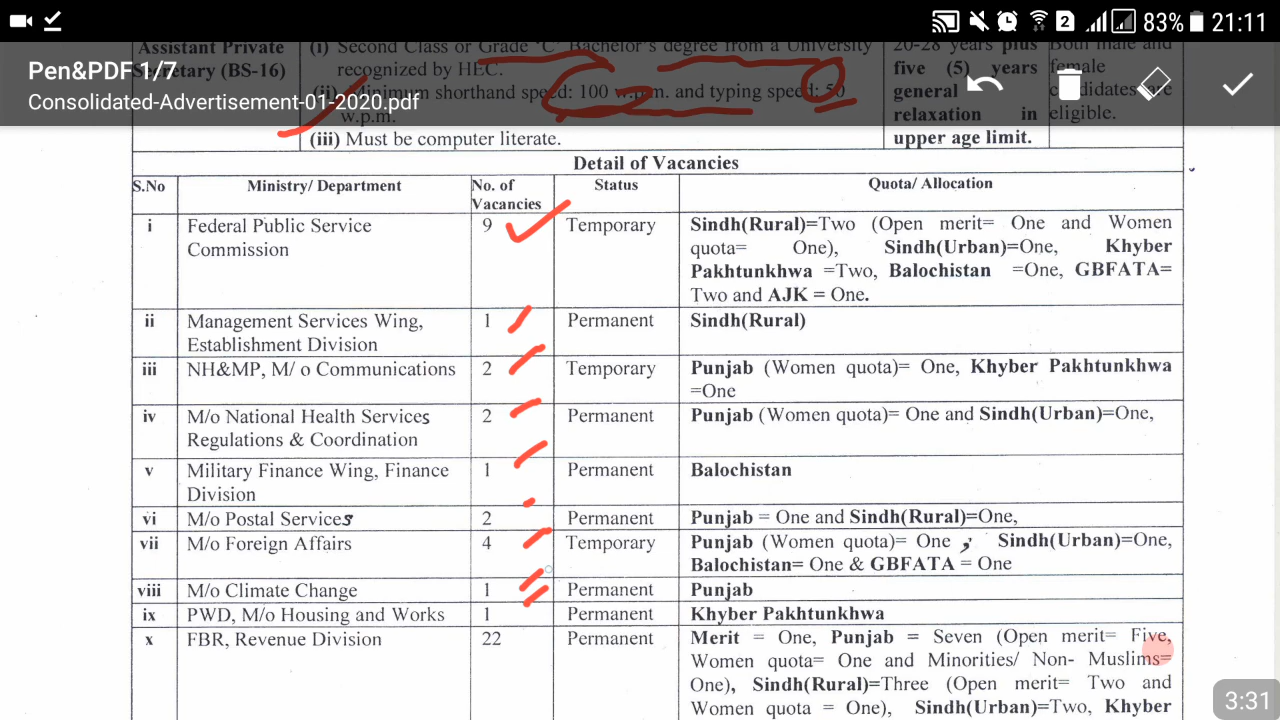 83% 21:11
2
Pen&PDF 1/7
Consolidated-Advertisement-01-2020.pdf
Assistant Private
Secretary (BS-16)
(i) Second Class or Grade 'C' Bachelor's degree from a University
recognized by HEC.
(ii) Minimum shorthand speed: 100 w.p.m. and typing speed: 50
w.p.m.
(iii) Must be computer literate.
20-28 years plus
five (5) years
general
relaxation in
upper age limit.
Both male and
female
candidates are
eligible.
Detail of Vacancies
S.No Ministry/ Department No. of Vacancies Status Quota/ Allocation
i Federal Public Service Commission 9 Temporary Sindh(Rural)=Two (Open merit= One and Women
quota= One), Sindh(Urban)=One, Khyber
Pakhtunkhwa =Two, Balochistan =One, GBFATA=
Two and AJK = One.
ii Management Services Wing, Establishment Division 1 Permanent Sindh(Rural)
iii NH&MP, M/ o Communications 2 Temporary Punjab (Women quota)= One, Khyber Pakhtunkhwa
=One
iv M/o National Health Services Regulations & Coordination 2 Permanent Punjab (Women quota)= One and Sindh(Urban)=One,
v Military Finance Wing, Finance Division 1 Permanent Balochistan
vi M/o Postal Services 2 Permanent Punjab = One and Sindh(Rural)=One,
vii M/o Foreign Affairs 4 Temporary Punjab (Women quota)= One , Sindh(Urban)=One,
Balochistan= One & GBFATA = One
viii M/o Climate Change 1 Permanent Punjab
ix PWD, M/o Housing and Works 1 Permanent Khyber Pakhtunkhwa
x FBR, Revenue Division 22 Permanent Merit = One, Punjab = Seven (Open merit= Five,
Women quota= One and Minorities/ Non- Muslims=
One), Sindh(Rural)=Three (Open merit= Two and
Women quota = One), Sindh(Urban)=Two, Khyber
3:31